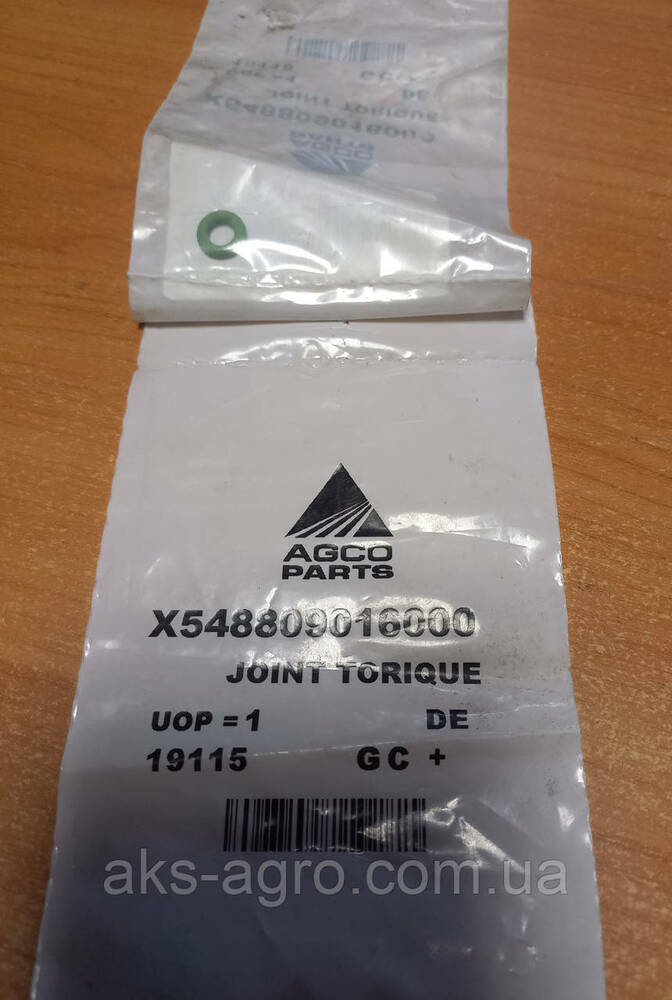 AGCO
PARTS
X548809016000
JOINT TORIQUE
UOP = 1 DE
19115 GC +
aks-agro.com.ua